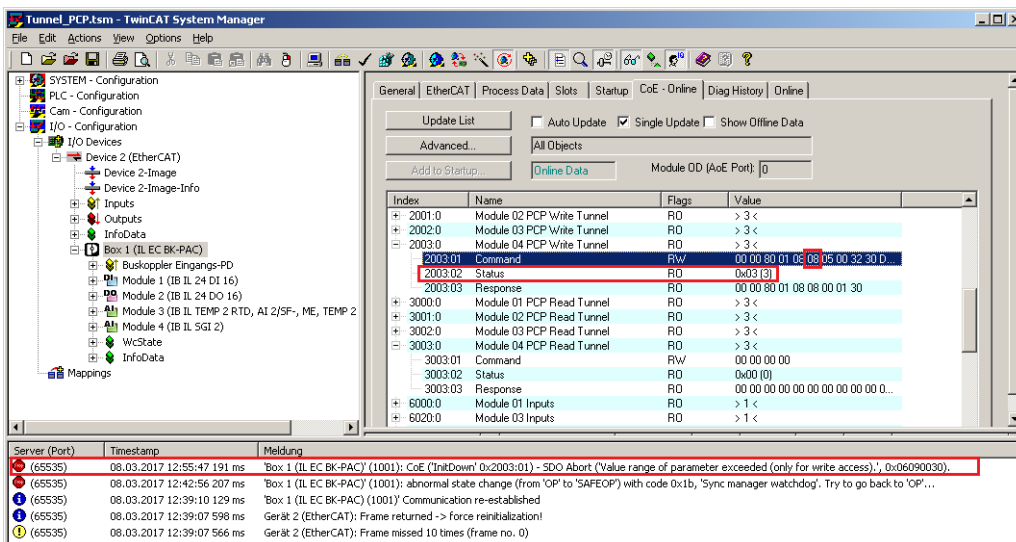 Tunnel_PCP.tsm - TwinCAT System Manager
File Edit Actions View Options Help
SYSTEM - Configuration
PLC - Configuration
Cam - Configuration
I/O - Configuration
I/O Devices
Device 2 (EtherCAT)
Device 2-Image
Device 2-Image-Info
Inputs
Outputs
InfoData
Box 1 (IL EC BK-PAC)
Buskoppler Eingangs-PD
Module 1 (IB IL 24 DI 16)
Module 2 (IB IL 24 DO 16)
Module 3 (IB IL TEMP 2 RTD, AI 2/SF-, ME, TEMP 2
Module 4 (IB IL SGI 2)
WcState
InfoData
Mappings
General EtherCAT Process Data Slots Startup CoE - Online Diag History Online
Update List Auto Update Single Update Show Offline Data
Advanced... All Objects
Add to Startup... Online Data Module OD (AoE Port): 0
Index Name Flags Value
2001:0 Module 02 PCP Write Tunnel RO > 3 <
2002:0 Module 03 PCP Write Tunnel RO > 3 <
2003:0 Module 04 PCP Write Tunnel RO > 3 <
2003:01 Command RW 00 00 80 01 08 08 05 00 32 30 D...
2003:02 Status RO 0x03 (3)
2003:03 Response RO 00 00 80 01 08 08 00 01 30
3000:0 Module 01 PCP Read Tunnel RO > 3 <
3001:0 Module 02 PCP Read Tunnel RO > 3 <
3002:0 Module 03 PCP Read Tunnel RO > 3 <
3003:0 Module 04 PCP Read Tunnel RO > 3 <
3003:01 Command RW 00 00 00 00
3003:02 Status RO 0x00 (0)
3003:03 Response RO 00 00 00 00 00 00 00 00 00 00 0...
6000:0 Module 01 Inputs RO > 1 <
6020:0 Module 03 Inputs RO > 1 <
Server (Port) Timestamp Meldung
(65535) 08.03.2017 12:55:47 191 ms 'Box 1 (IL EC BK-PAC)' (1001): CoE ('InitDown' 0x2003:01) - SDO Abort ('Value range of parameter exceeded (only for write access).', 0x06090030).
(65535) 08.03.2017 12:42:56 207 ms 'Box 1 (IL EC BK-PAC)' (1001): abnormal state change (from 'OP' to 'SAFEOP') with code 0x1b, 'Sync manager watchdog'. Try to go back to 'OP'...
(65535) 08.03.2017 12:39:10 129 ms 'Box 1 (IL EC BK-PAC) (1001)' Communication re-established
(65535) 08.03.2017 12:39:07 598 ms Gerät 2 (EtherCAT): Frame returned -> force reinitialization!
(65535) 08.03.2017 12:39:07 566 ms Gerät 2 (EtherCAT): Frame missed 10 times (frame no. 0)